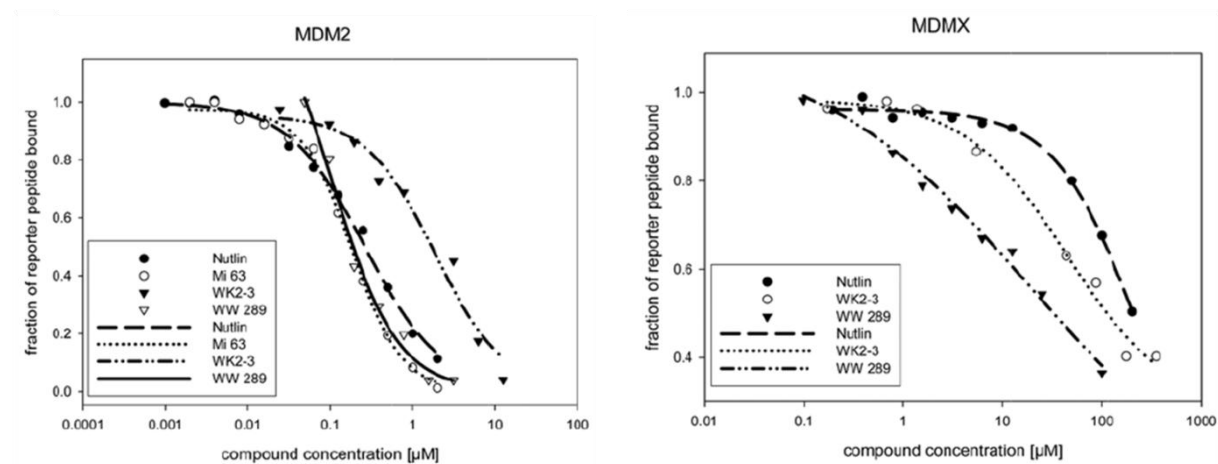 MDM2
fraction of reporter peptide bound
1.0
0.8
0.6
0.4
0.2
0.0
Nutlin
Mi 63
WK2-3
WW 289
Nutlin
Mi 63
WK2-3
WW 289
0.0001 0.001 0.01 0.1 1 10 100
compound concentration [µM]
MDMX
fraction of reporter peptide bound
1.0
0.8
0.6
0.4
Nutlin
WK2-3
WW 289
Nutlin
WK2-3
WW 289
0.01 0.1 1 10 100 1000
compound concentration [µM]